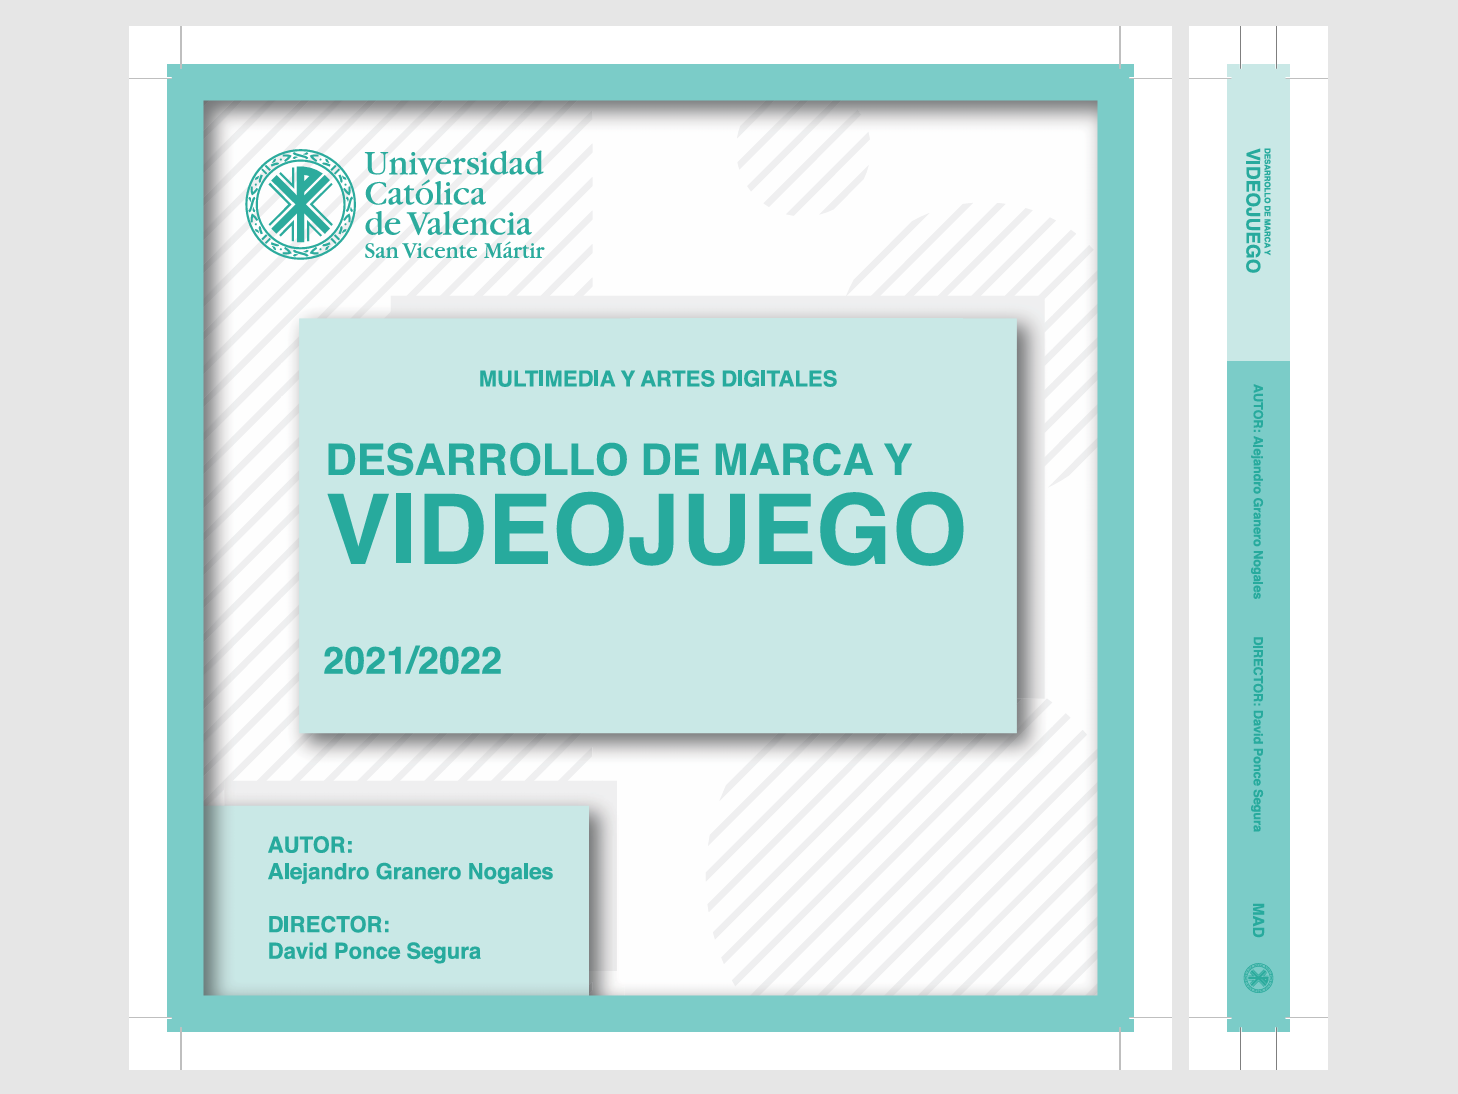 Universidad
Católica
de Valencia
San Vicente Mártir
MULTIMEDIA Y ARTES DIGITALES
DESARROLLO DE MARCA Y
VIDEOJUEGO
2021/2022
AUTOR:
Alejandro Granero Nogales
DIRECTOR:
David Ponce Segura
DESARROLLO DE MARCA Y
VIDEOJUEGO
AUTOR: Alejandro Granero Nogales
DIRECTOR: David Ponce Segura
MAD